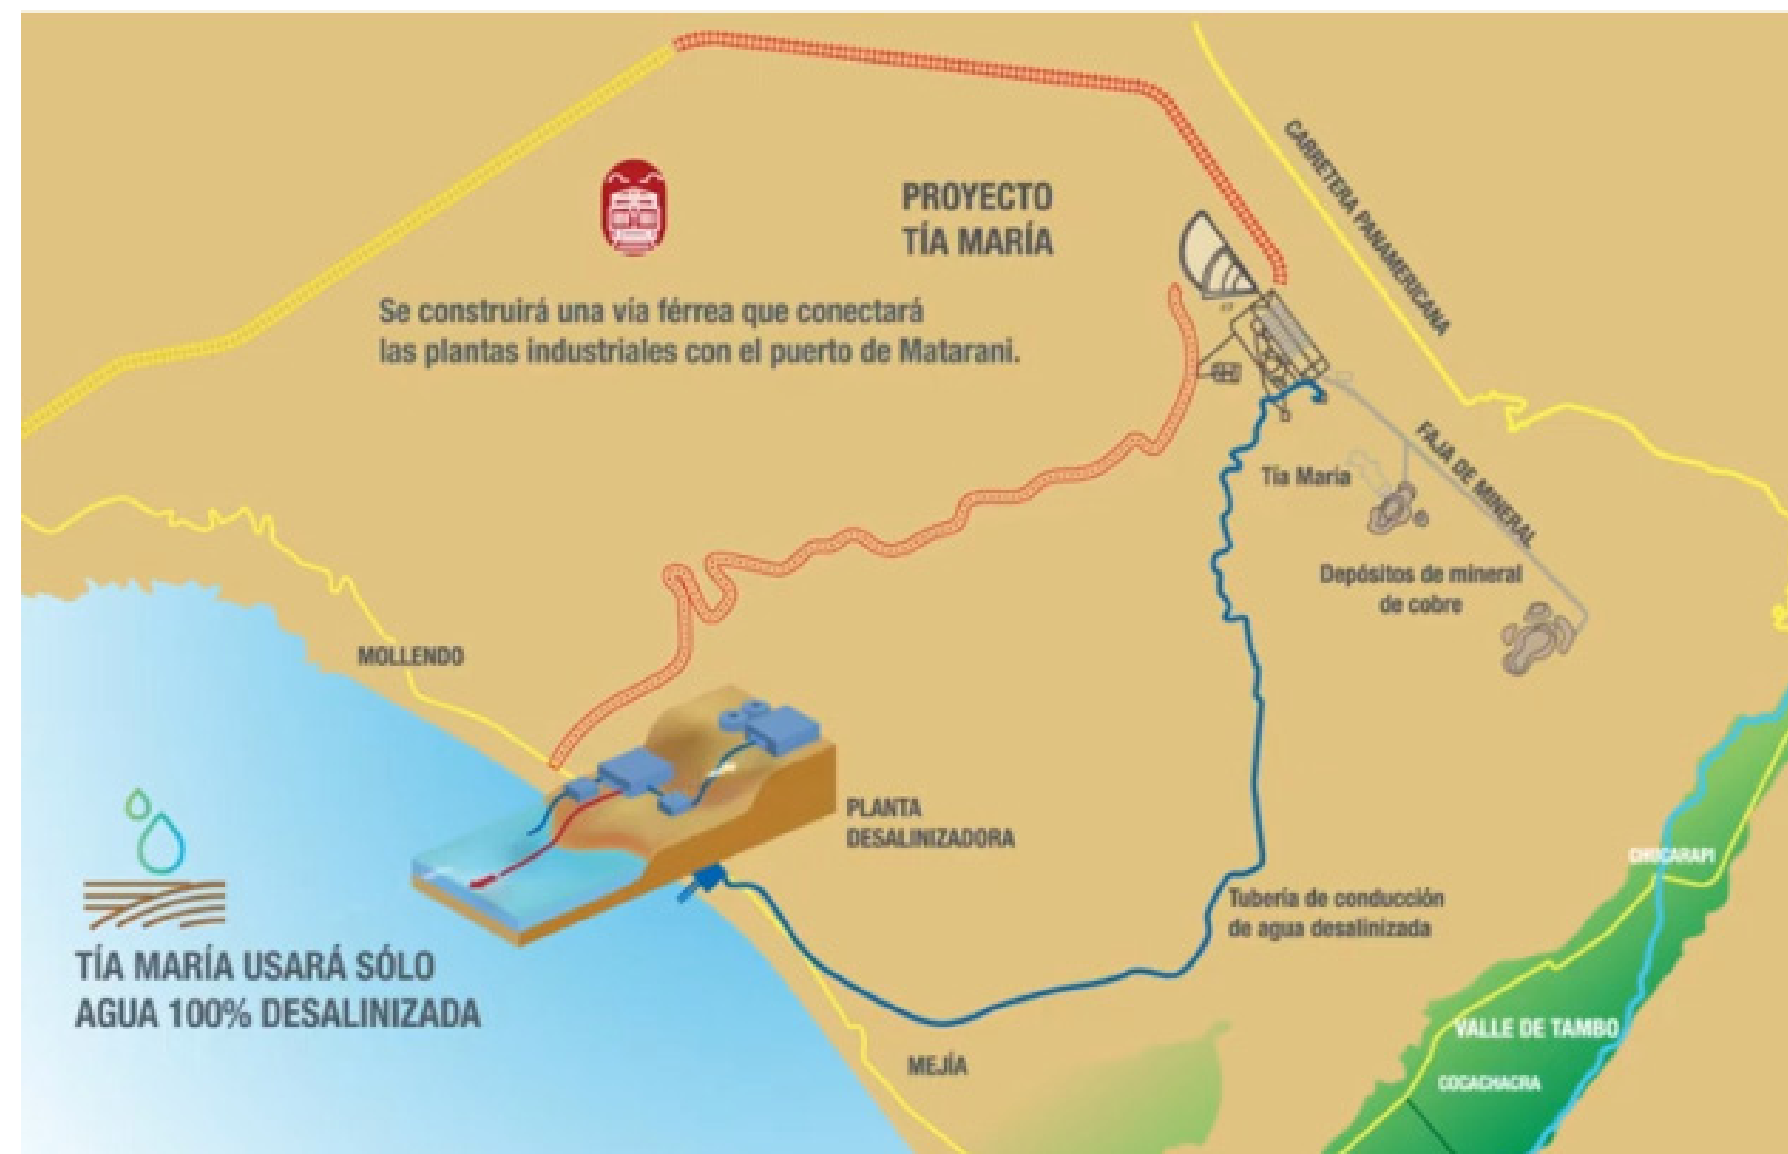 PROYECTO
TÍA MARÍA
Se construirá una vía férrea que conectará
las plantas industriales con el puerto de Matarani.
CARRETERA PANAMERICANA
FAJA DE MINERAL
Tía María
Depósitos de mineral
de cobre
MOLLENDO
PLANTA
DESALINIZADORA
Tubería de conducción
de agua desalinizada
TÍA MARÍA USARÁ SÓLO
AGUA 100% DESALINIZADA
MEJÍA
CHUCARAPI
VALLE DE TAMBO
COCACHACRA